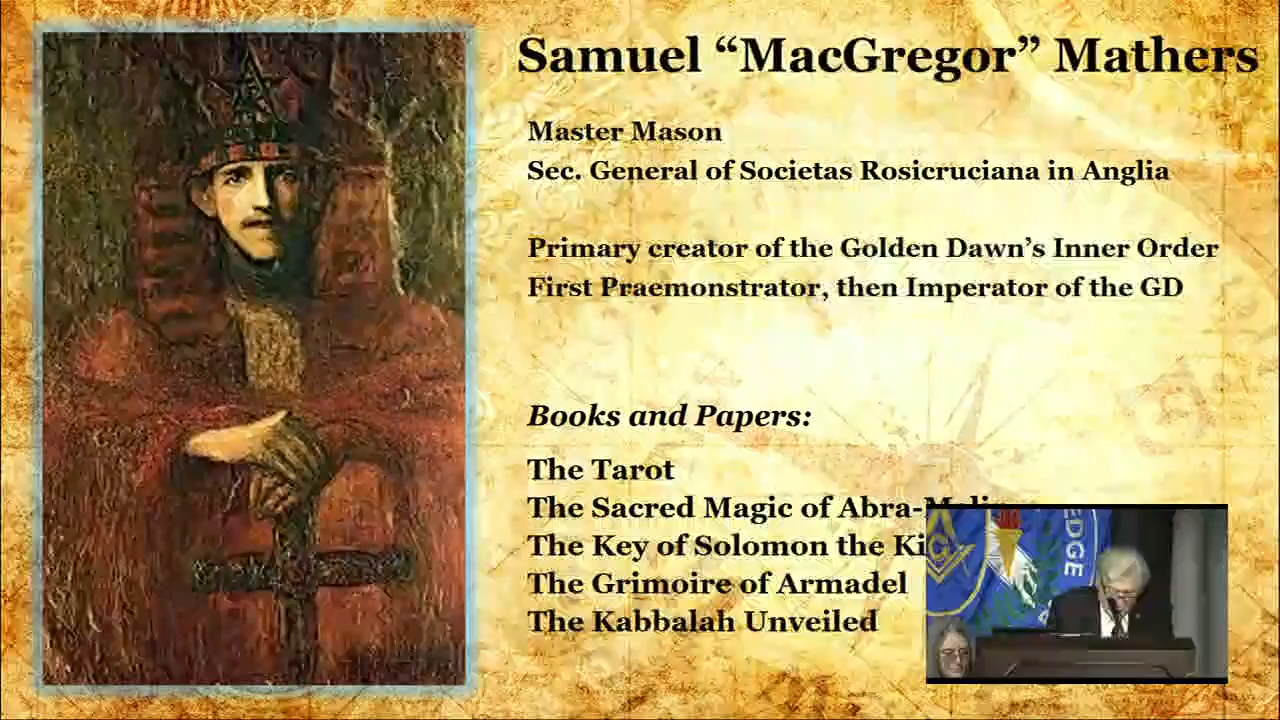 Samuel “MacGregor” Mathers
Master Mason
Sec. General of Societas Rosicruciana in Anglia
Primary creator of the Golden Dawn’s Inner Order
First Praemonstrator, then Imperator of the GD
Books and Papers:
The Tarot
The Sacred Magic of Abra-
The Key of Solomon the
The Grimoire of Armadel
The Kabbalah Unveiled
G
EDGE